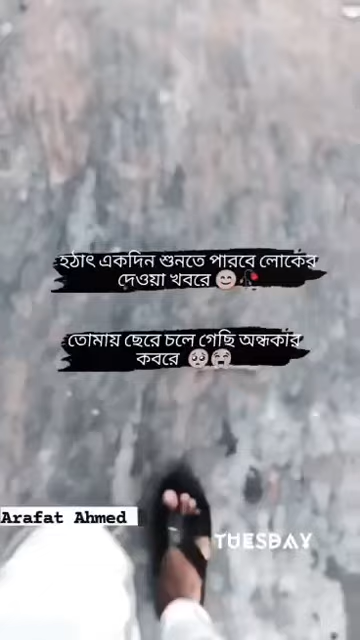 হঠাৎ একদিন শুনতে পারবে লোকের
দেওয়া খবরে 😊🥀
তোমায় ছেরে চলে গেছি অন্ধকার
কবরে 🥺😭
Arafat Ahmed
TUESDAY